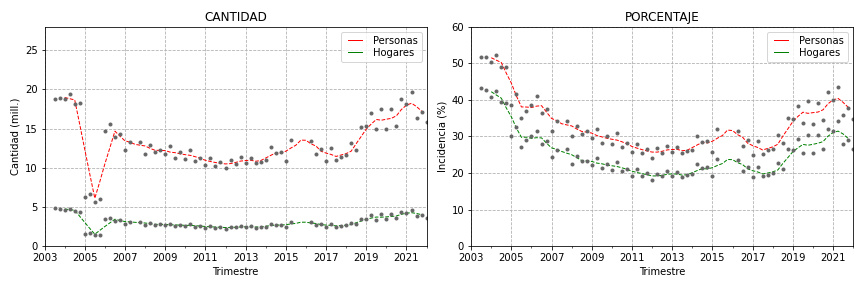 CANTIDAD
Cantidad (mill.)
25
20
15
10
5
0
Personas
Hogares
2003 2005 2007 2009 2011 2013 2015 2017 2019 2021
Trimestre
PORCENTAJE
Incidencia (%)
60
50
40
30
20
10
0
Personas
Hogares
2003 2005 2007 2009 2011 2013 2015 2017 2019 2021
Trimestre